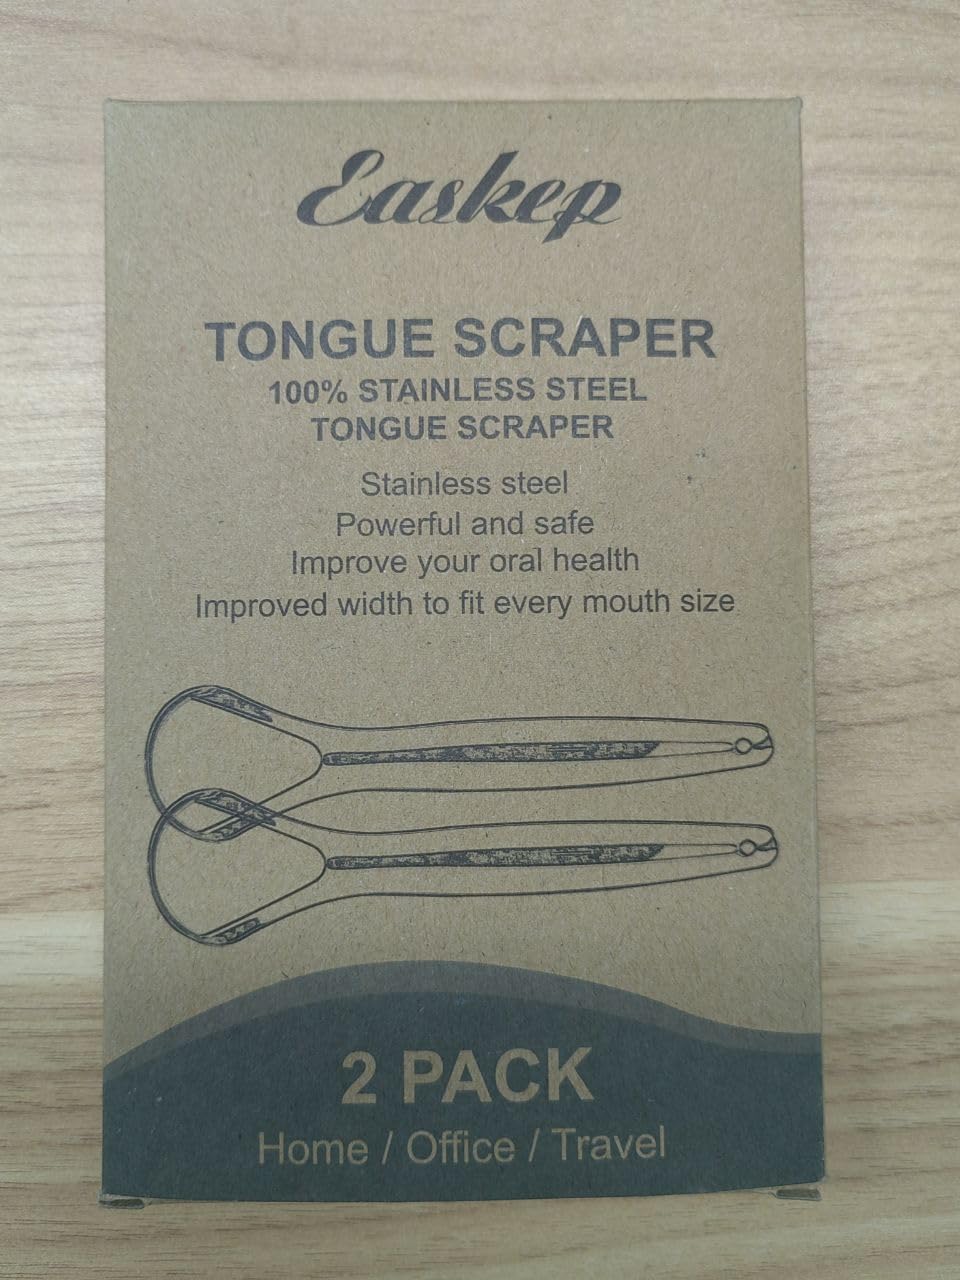 Easkep
TONGUE SCRAPER
100% STAINLESS STEEL
TONGUE SCRAPER
Stainless steel
Powerful and safe
Improve your oral health
Improved width to fit every mouth size
2 PACK
Home / Office / Travel